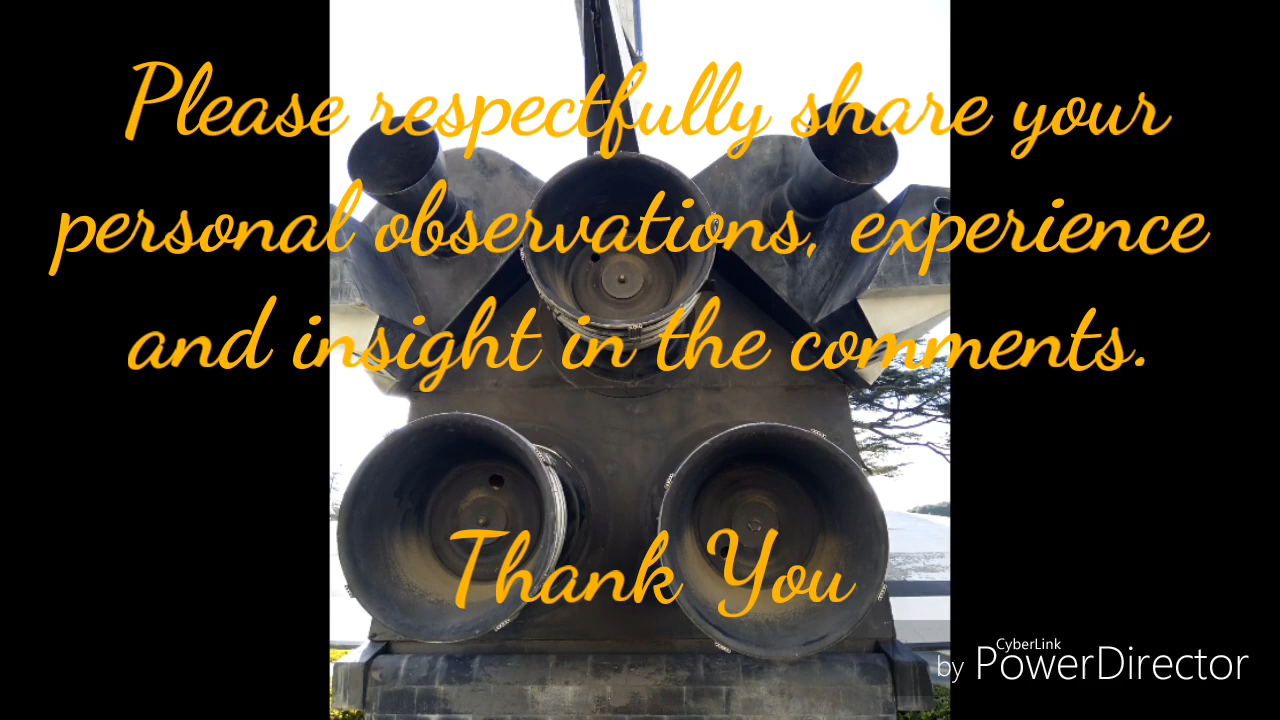 Please respectfully share your
personal observations, experience
and insight in the comments.
Thank You
CyberLink
by PowerDirector